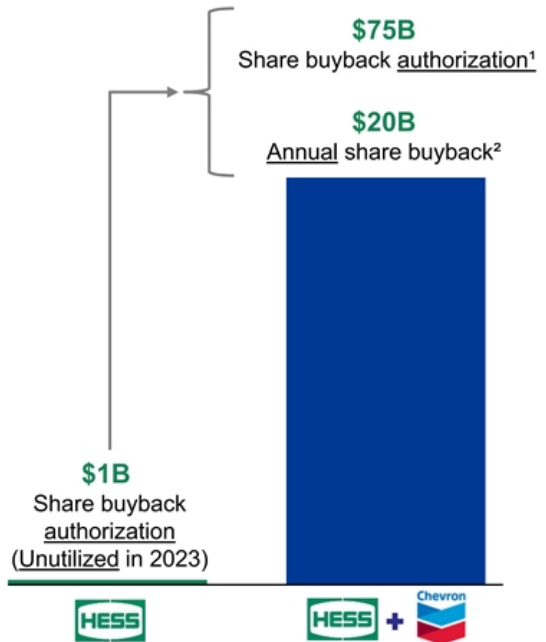 $75B
Share buyback authorization¹
$20B
Annual share buyback²
$1B
Share buyback
authorization
(Unutilized in 2023)
HESS
HESS + Chevron